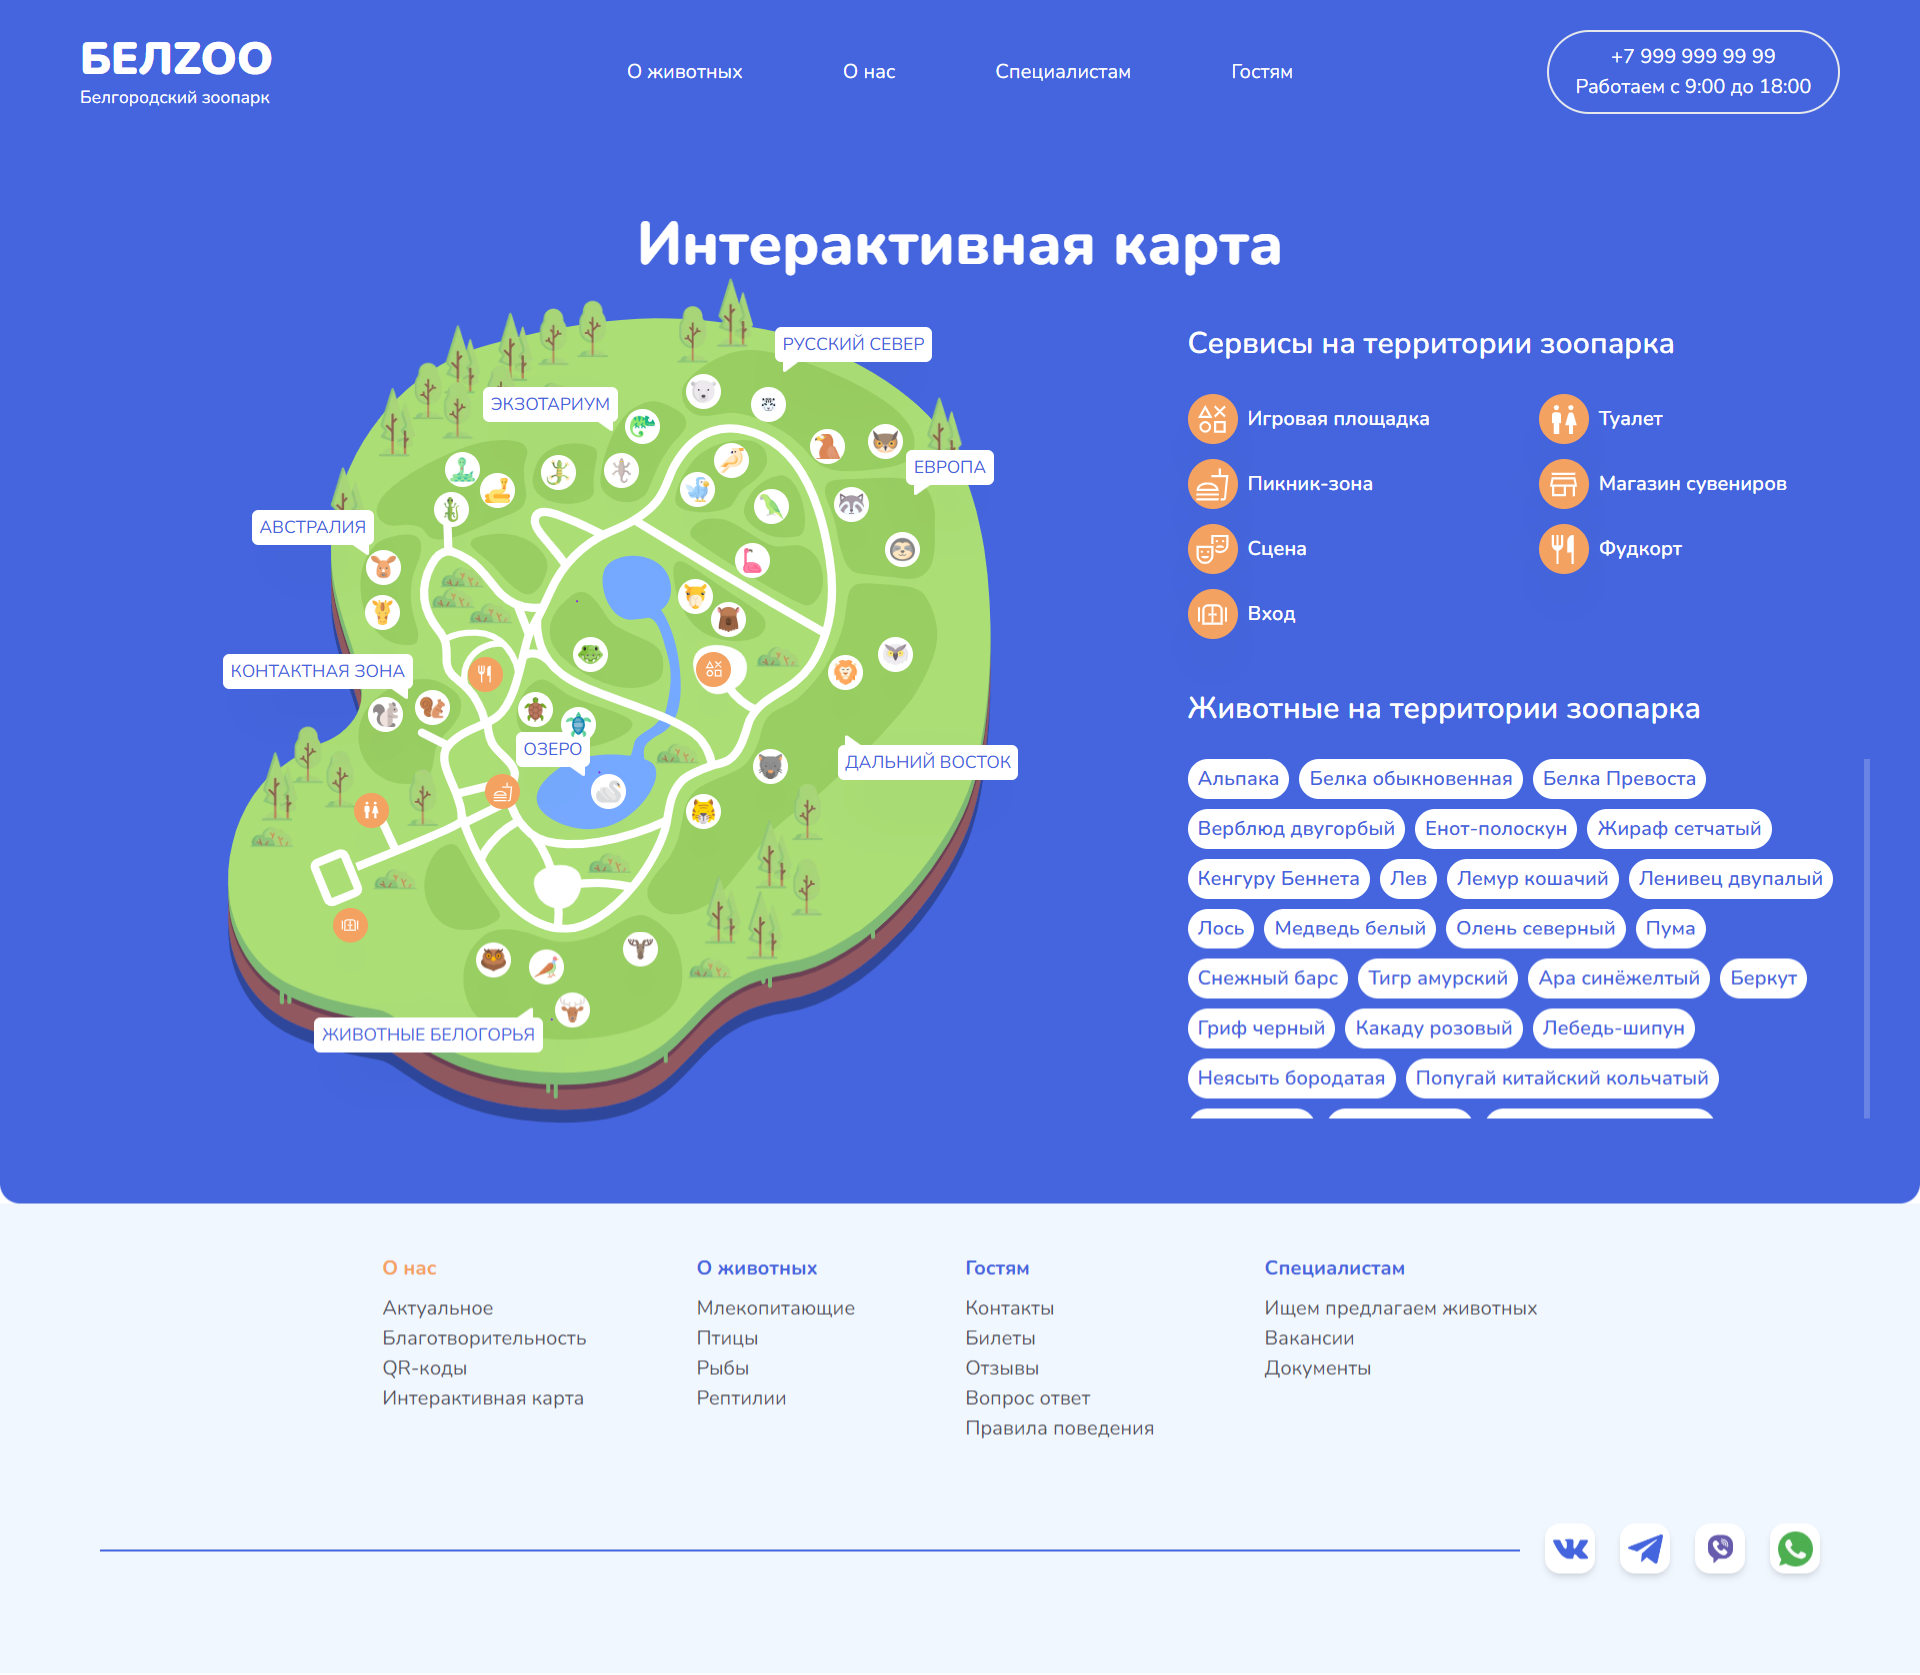 БЕЛZOO
Белгородский зоопарк
О животных
О нас
Специалистам
Гостям
+7 999 999 99 99
Работаем с 9:00 до 18:00
Интерактивная карта
РУССКИЙ СЕВЕР
ЭКЗОТАРИУМ
ЕВРОПА
АВСТРАЛИЯ
КОНТАКТНАЯ ЗОНА
ОЗЕРО
ДАЛЬНИЙ ВОСТОК
ЖИВОТНЫЕ БЕЛОГОРЬЯ
Сервисы на территории зоопарка
Игровая площадка
Туалет
Пикник-зона
Магазин сувениров
Сцена
Фудкорт
Вход
Животные на территории зоопарка
Альпака Белка обыкновенная Белка Превоста
Верблюд двугорбый Енот-полоскун Жираф сетчатый
Кенгуру Беннета Лев Лемур кошачий Ленивец двупалый
Лось Медведь белый Олень северный Пума
Снежный барс Тигр амурский Ара синёжелтый Беркут
Гриф черный Какаду розовый Лебедь-шипун
Неясыть бородатая Попугай китайский кольчатый
О нас
Актуальное
Благотворительность
QR-коды
Интерактивная карта
О животных
Млекопитающие
Птицы
Рыбы
Рептилии
Гостям
Контакты
Билеты
Отзывы
Вопрос ответ
Правила поведения
Специалистам
Ищем предлагаем животных
Вакансии
Документы